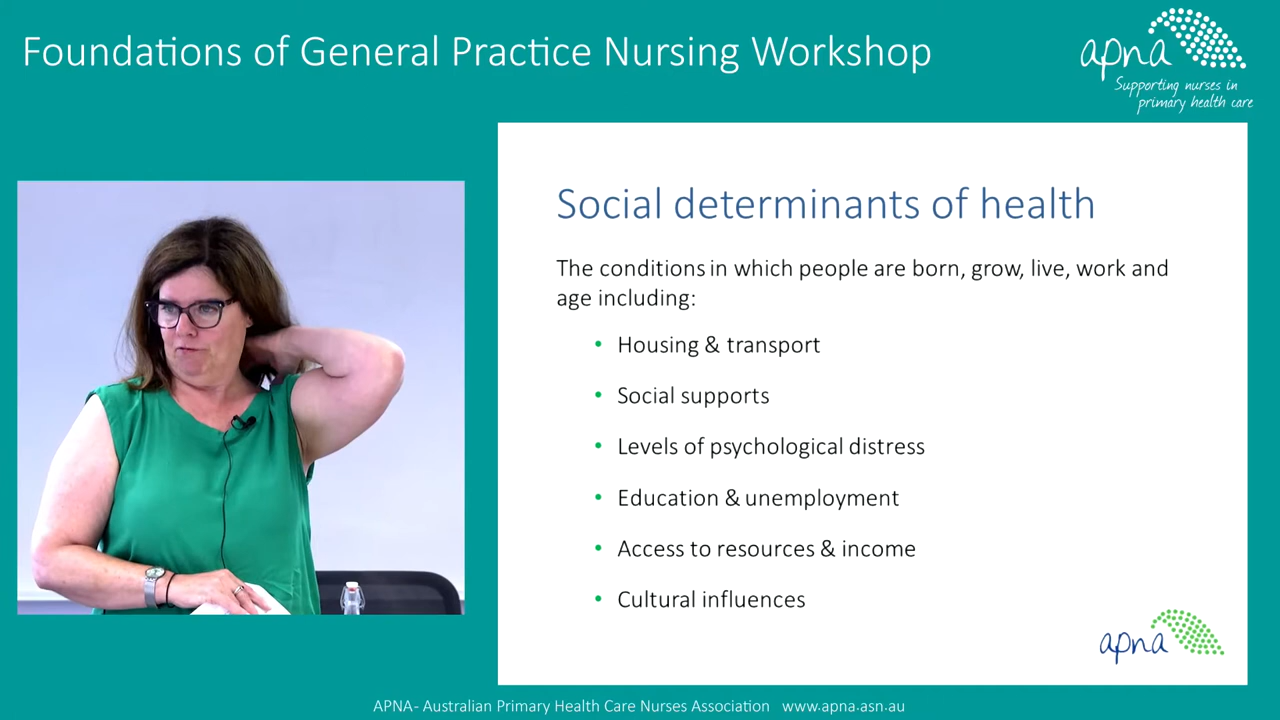 Foundations of General Practice Nursing Workshop
apna
Supporting nurses in
primary health care
Social determinants of health
The conditions in which people are born, grow, live, work and
age including:
• Housing & transport
• Social supports
• Levels of psychological distress
• Education & unemployment
• Access to resources & income
• Cultural influences
apna
APNA- Australian Primary Health Care Nurses Association www.apna.asn.au